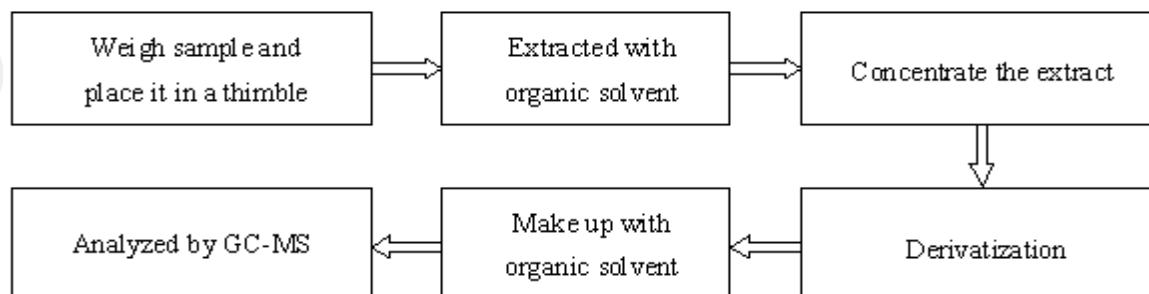 Weigh sample and
place it in a thimble
Extracted with
organic solvent
Concentrate the extract
Derivatization
Make up with
organic solvent
Analyzed by GC-MS